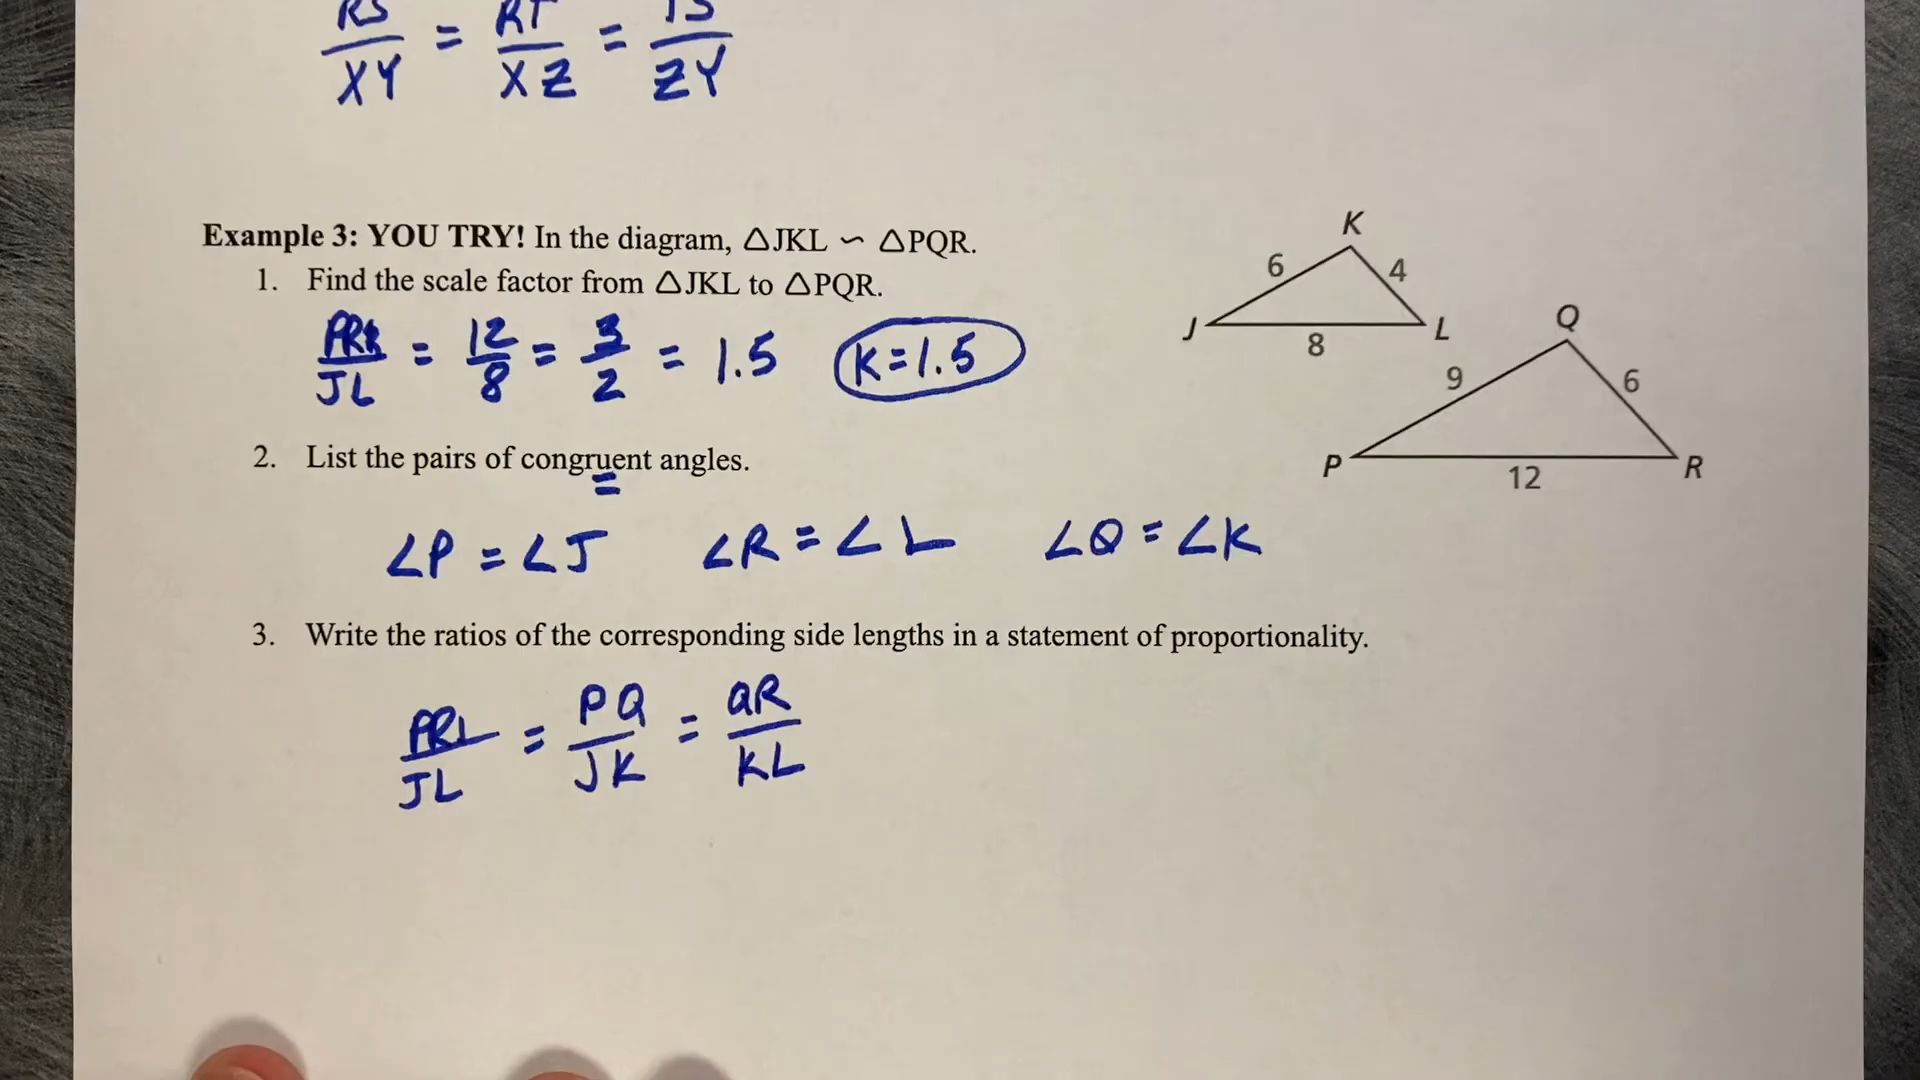 RS = RT = TS
XY XZ ZY
Example 3: YOU TRY! In the diagram, △JKL ∽ △PQR.
1. Find the scale factor from △JKL to △PQR.
= 12 = 3 = 1.5 K=1.5
JL 8 2
2. List the pairs of congruent angles.
=
∠P = ∠J ∠R = ∠L ∠Q = ∠K
3. Write the ratios of the corresponding side lengths in a statement of proportionality.
= PQ = QR
JL JK KL
K
6 4
J L
8
Q
9 6
P R
12